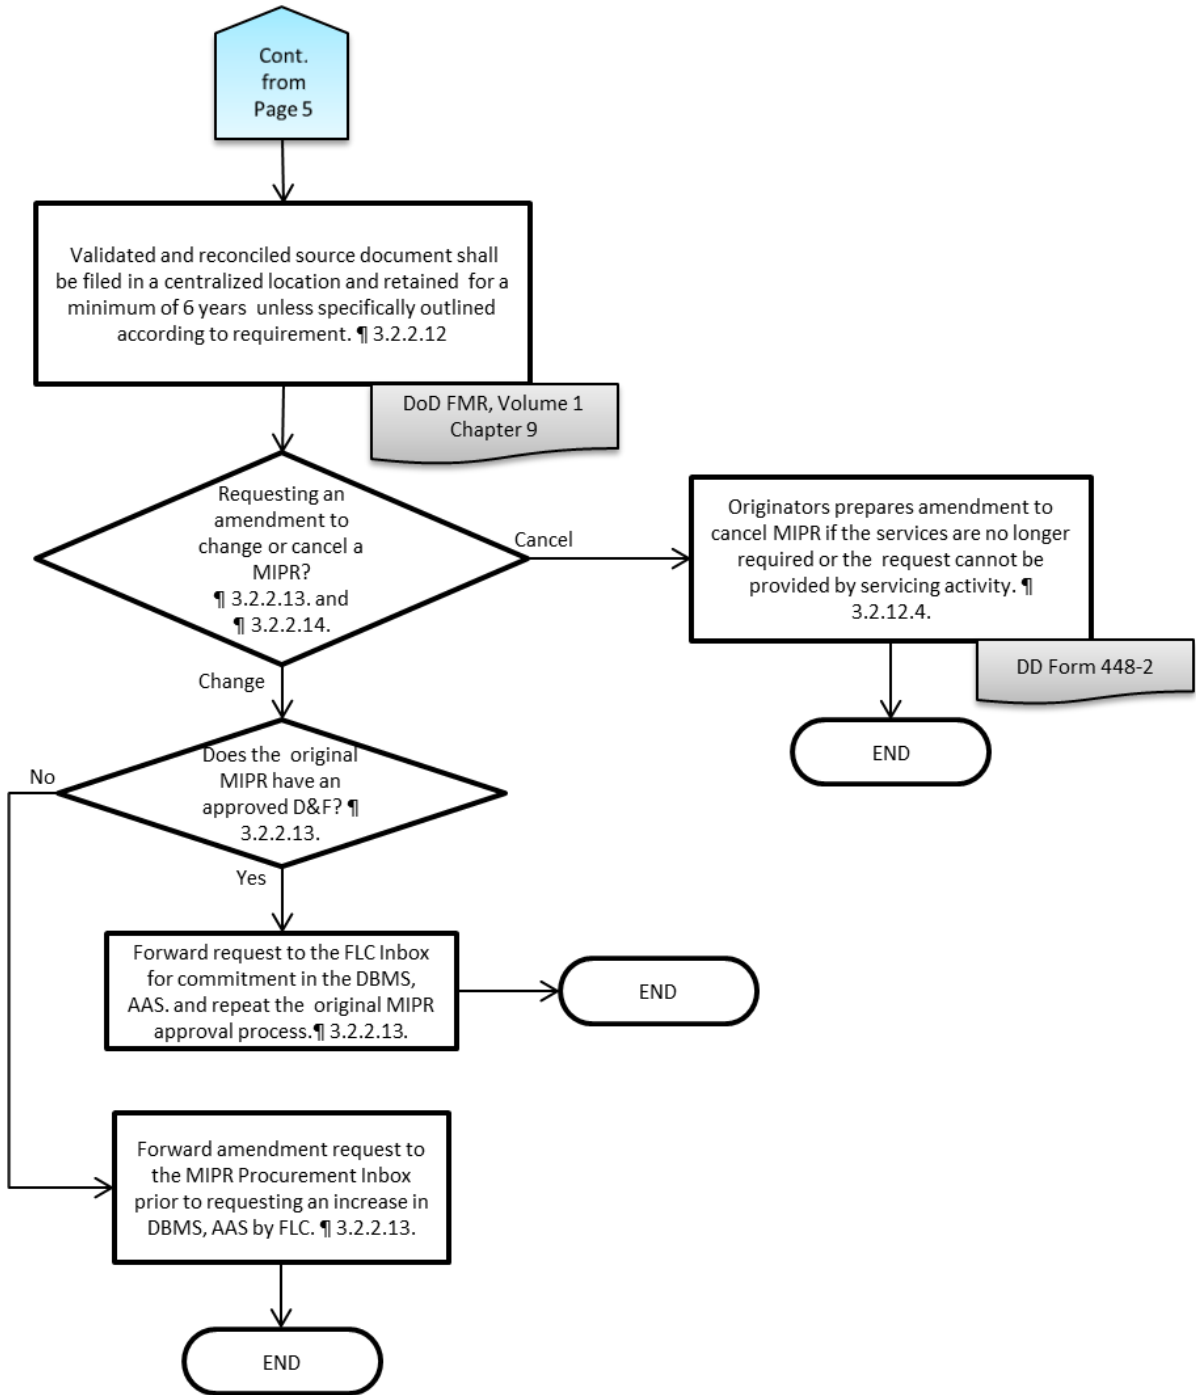 Cont.
from
Page 5
Validated and reconciled source document shall
be filed in a centralized location and retained for a
minimum of 6 years unless specifically outlined
according to requirement. ¶ 3.2.2.12
DoD FMR, Volume 1
Chapter 9
Requesting an
amendment to
change or cancel a
MIPR?
¶ 3.2.2.13. and
¶ 3.2.2.14.
Cancel
Originators prepares amendment to
cancel MIPR if the services are no longer
required or the request cannot be
provided by servicing activity. ¶
3.2.12.4.
DD Form 448-2
END
Change
Does the original
MIPR have an
approved D&F? ¶
3.2.2.13.
No
Yes
Forward request to the FLC Inbox
for commitment in the DBMS,
AAS. and repeat the original MIPR
approval process.¶ 3.2.2.13.
END
Forward amendment request to
the MIPR Procurement Inbox
prior to requesting an increase in
DBMS, AAS by FLC. ¶ 3.2.2.13.
END